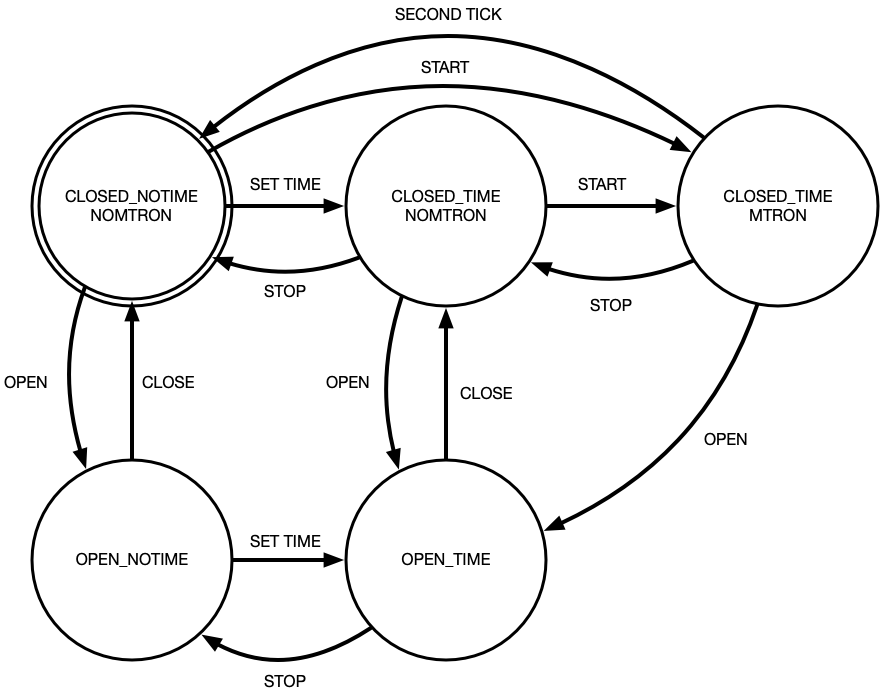 SECOND TICK
START
CLOSED_NOTIME
NOMTRON
SET TIME
CLOSED_TIME
NOMTRON
START
CLOSED_TIME
MTRON
STOP
STOP
OPEN
CLOSE
OPEN
CLOSE
OPEN
OPEN_NOTIME
SET TIME
OPEN_TIME
STOP